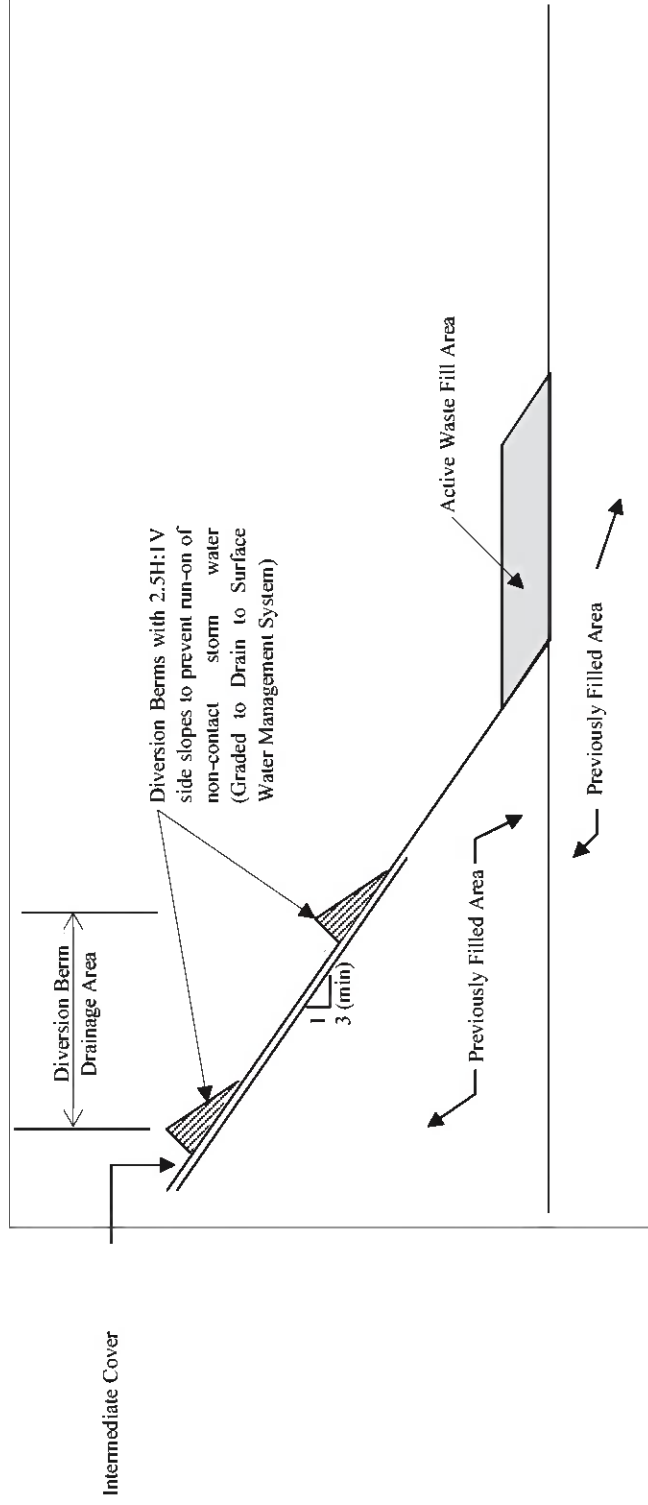 Intermediate Cover
Diversion Berm
Drainage Area
Diversion Berms with 2.5H:1V
side slopes to prevent run-on of
non-contact storm water
(Graded to Drain to Surface
Water Management System)
1
3 (min)
Active Waste Fill Area
Previously Filled Area
Previously Filled Area